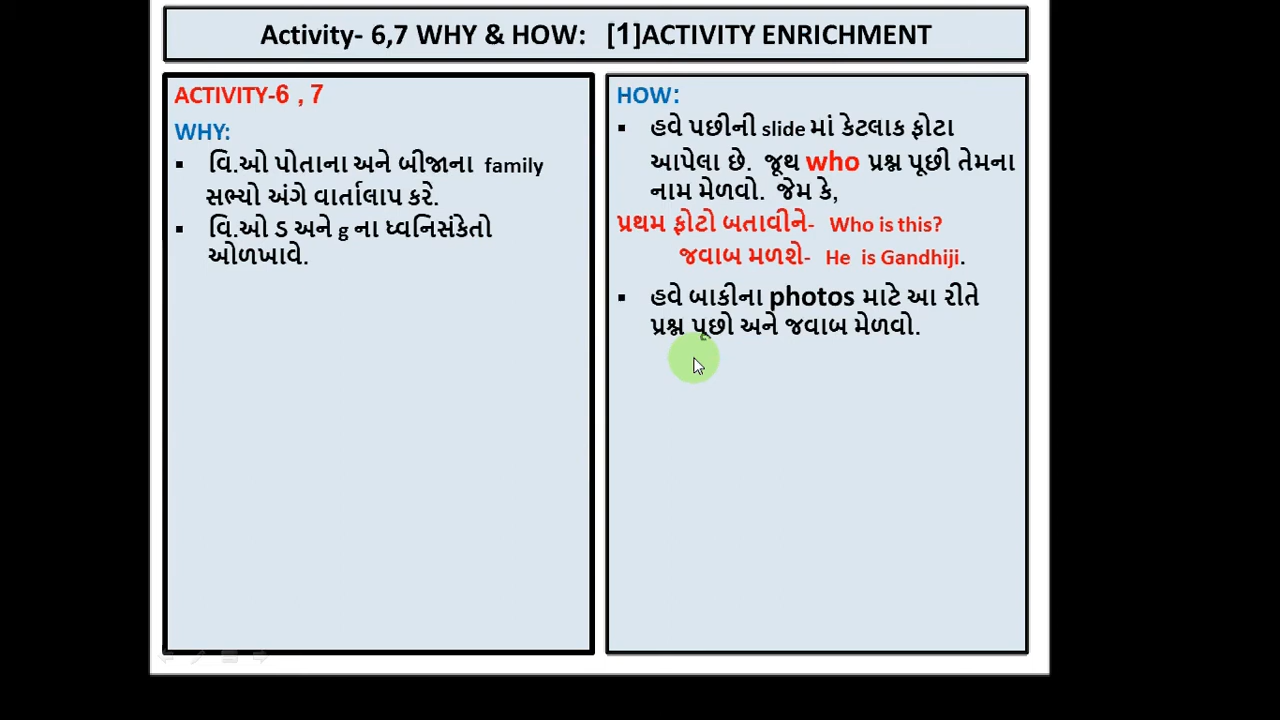 Activity- 6,7 WHY & HOW: [1]ACTIVITY ENRICHMENT
ACTIVITY-6 , 7
WHY:
▪ વિ.ઓ પોતાના અને બીજાના family
સભ્યો અંગે વાર્તાલાપ કરે.
▪ વિ.ઓ ડ અને g ના ધ્વનિસંકેતો
ઓળખાવે.
HOW:
▪ હવે પછીની slide માં કેટલાક ફોટા
આપેલા છે. જૂથ who પ્રશ્ન પૂછી તેમના
નામ મેળવો. જેમ કે,
પ્રથમ ફોટો બતાવીને- Who is this?
જવાબ મળશે- He is Gandhiji.
▪ હવે બાકીના photos માટે આ રીતે
પ્રશ્ન પૂછો અને જવાબ મેળવો.